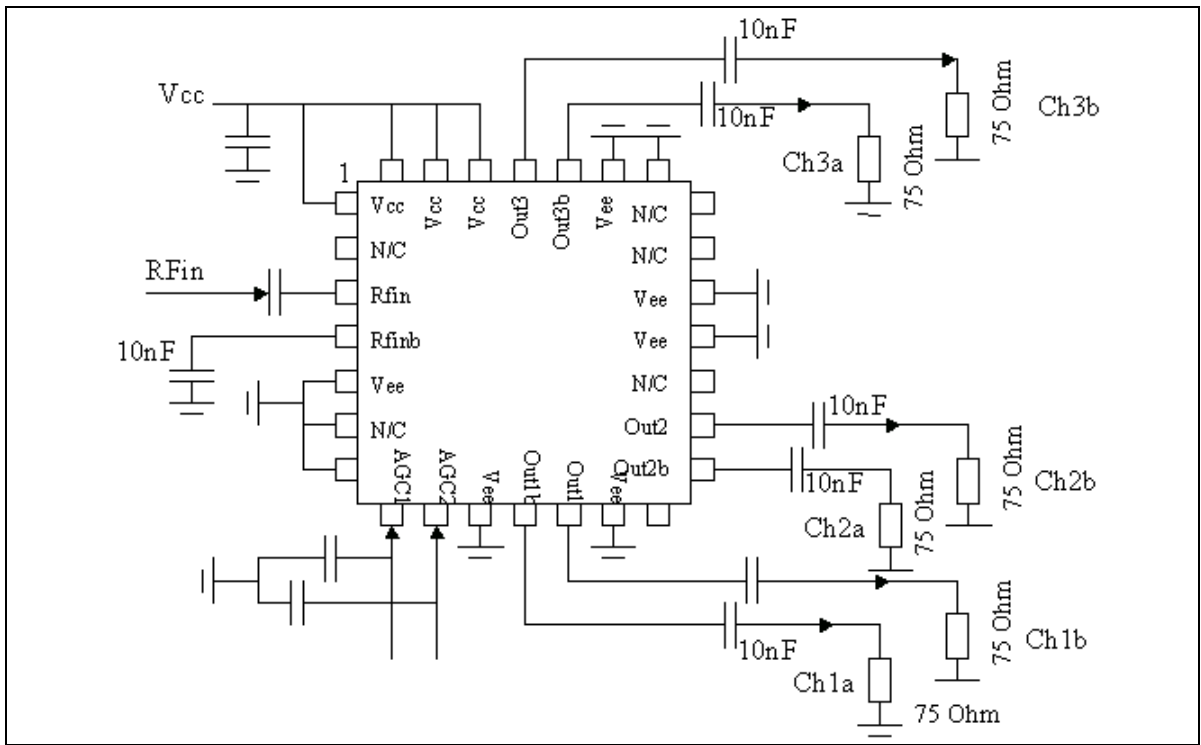 10nF
Vcc
10nF
75 Ohm
Ch3b
Ch3a
75 Ohm
1
Vcc
Vcc
Vcc
Out3
Out3b
Vee
N/C
N/C
N/C
RFin
Rfin
Vee
10nF
Rfinb
Vee
Vee
N/C
N/C
Out2
10nF
AGC1
AGC2
Vee
Out1b
Out1
Vee
Out2b
10nF
75 Ohm
Ch2b
Ch2a
75 Ohm
10nF
75 Ohm
Ch1b
Ch1a
75 Ohm